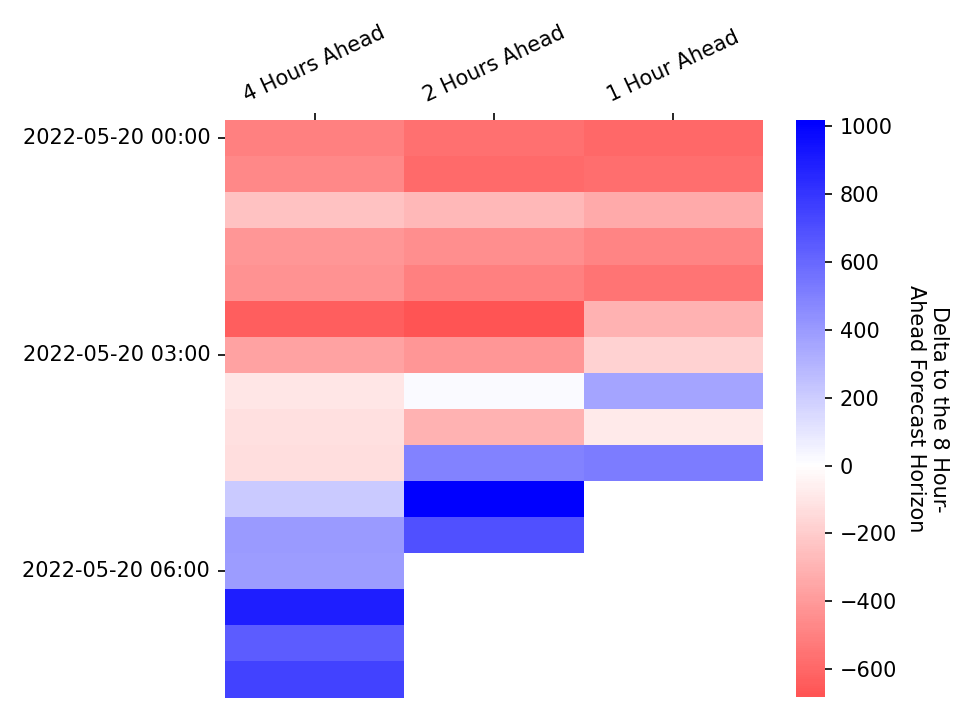 4 Hours Ahead
2 Hours Ahead
1 Hour Ahead
2022-05-20 00:00
2022-05-20 03:00
2022-05-20 06:00
1000
800
600
400
200
0
−200
−400
−600
Delta to the 8 Hour-
Ahead Forecast Horizon